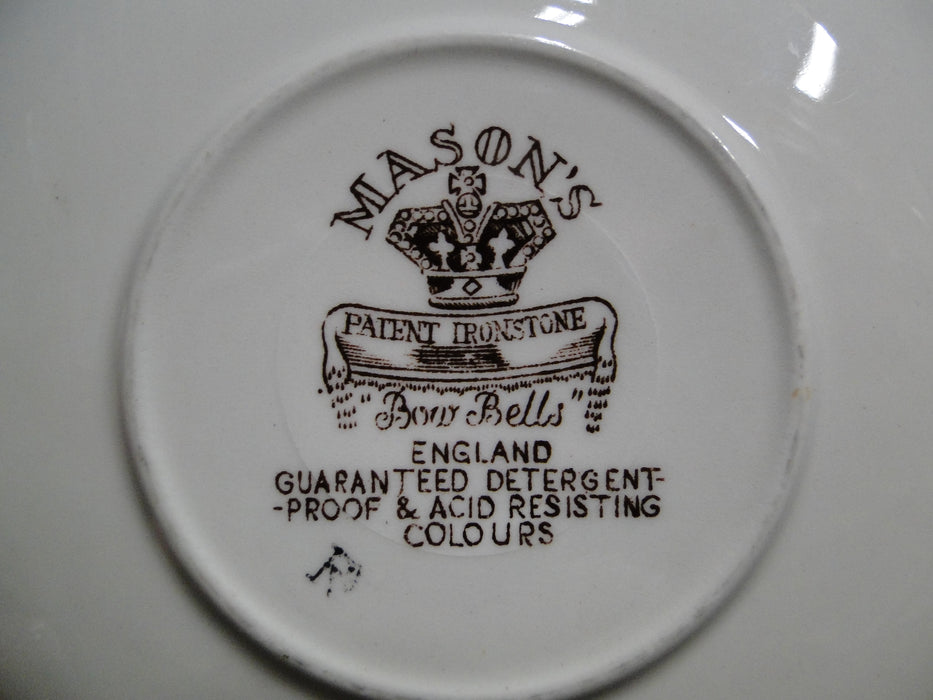 MASON'S
PATENT IRONSTONE
"Bow Bells"
ENGLAND
GUARANTEED DETERGENT-
-PROOF & ACID RESISTING
COLOURS